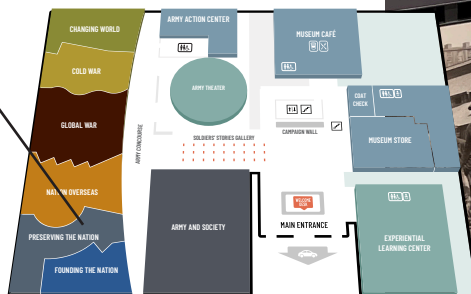 CHANGING WORLD
COLD WAR
GLOBAL WAR
NATION OVERSEAS
PRESERVING THE NATION
FOUNDING THE NATION
ARMY CONCOURSE
ARMY ACTION CENTER
ARMY THEATER
SOLDIERS' STORIES GALLERY
ARMY AND SOCIETY
MUSEUM CAFÉ
COAT
CHECK
MUSEUM STORE
CAMPAIGN WALL
WELCOME
DESK
MAIN ENTRANCE
EXPERIENTIAL
LEARNING CENTER